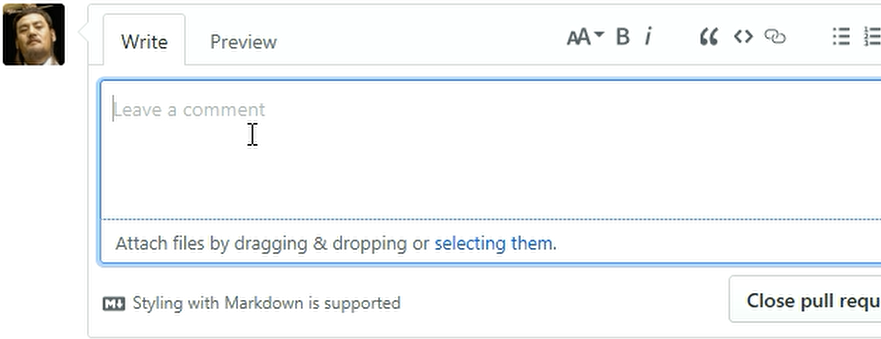 Write Preview AA B i
Leave a comment
Attach files by dragging & dropping or selecting them.
Styling with Markdown is supported Close pull requ